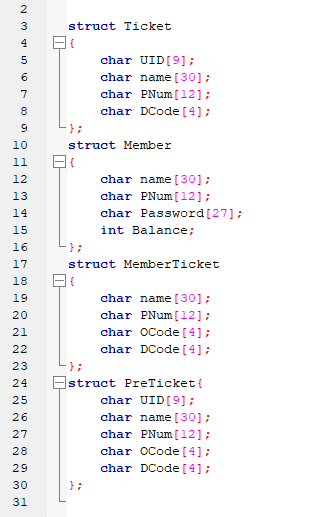 2
3 struct Ticket
4 {
5 char UID[9];
6 char name[30];
7 char PNum[12];
8 char DCode[4];
9 };
10 struct Member
11 {
12 char name[30];
13 char PNum[12];
14 char Password[27];
15 int Balance;
16 };
17 struct MemberTicket
18 {
19 char name[30];
20 char PNum[12];
21 char OCode[4];
22 char DCode[4];
23 };
24 struct PreTicket{
25 char UID[9];
26 char name[30];
27 char PNum[12];
28 char OCode[4];
29 char DCode[4];
30 };
31